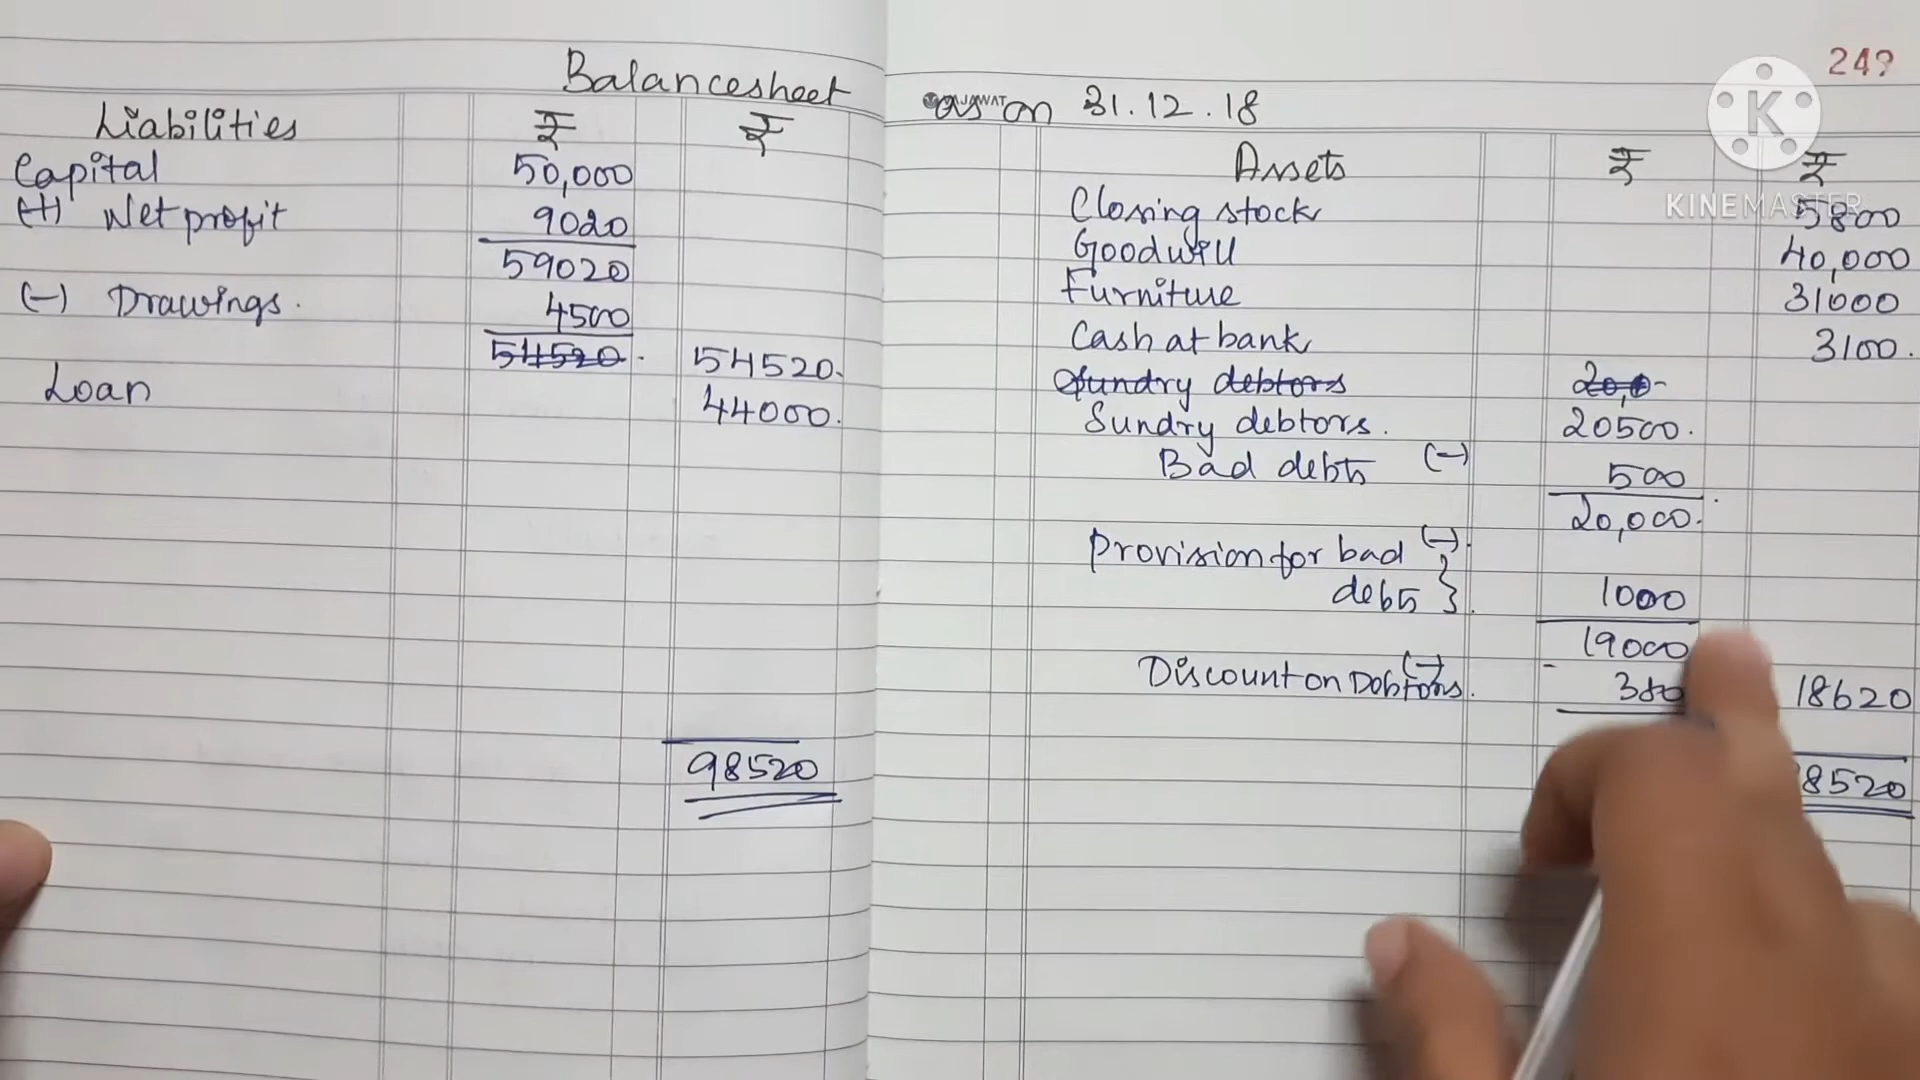 Balancesheet as on 31.12.18
249
K
KINEMASTER
Liabilities ₹ ₹
Capital 50,000
(+) Net profit 9020
59020
(-) Drawings. 4500
54520. 54520.
Loan 44000.
98520
Assets ₹ ₹
Closing stock 5800
Goodwill 40,000
Furniture 31000
Cash at bank 3100.
Sundry debtors 20,0
Sundry debtors. 20500.
Bad debts (-) 500
20,000.
Provision for bad (-)
debts } 1000
19000
Discount on Debtors. (-) - 380 18620
8520